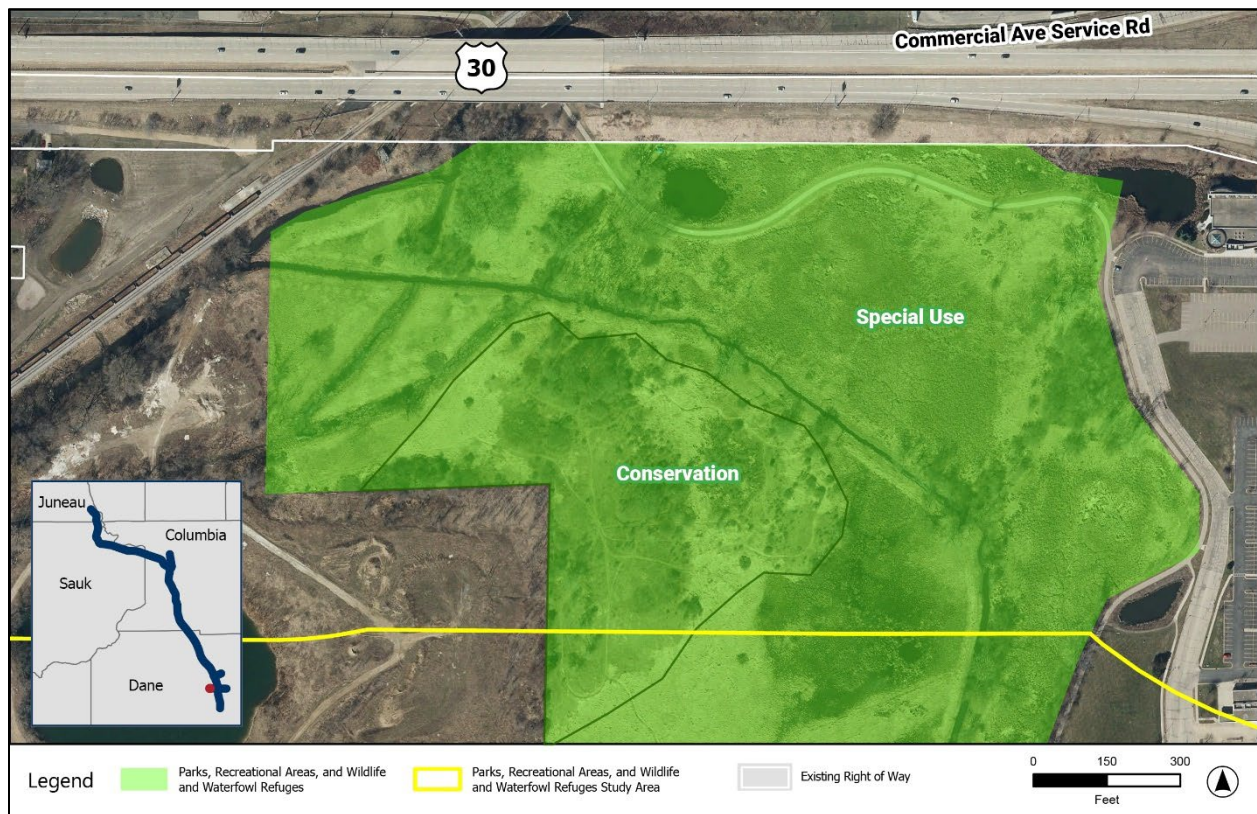 Commercial Ave Service Rd
30
Special Use
Conservation
Juneau
Columbia
Sauk
Dane
Legend
Parks, Recreational Areas, and Wildlife
and Waterfowl Refuges
Parks, Recreational Areas, and Wildlife
and Waterfowl Refuges Study Area
Existing Right of Way
0 150 300
Feet